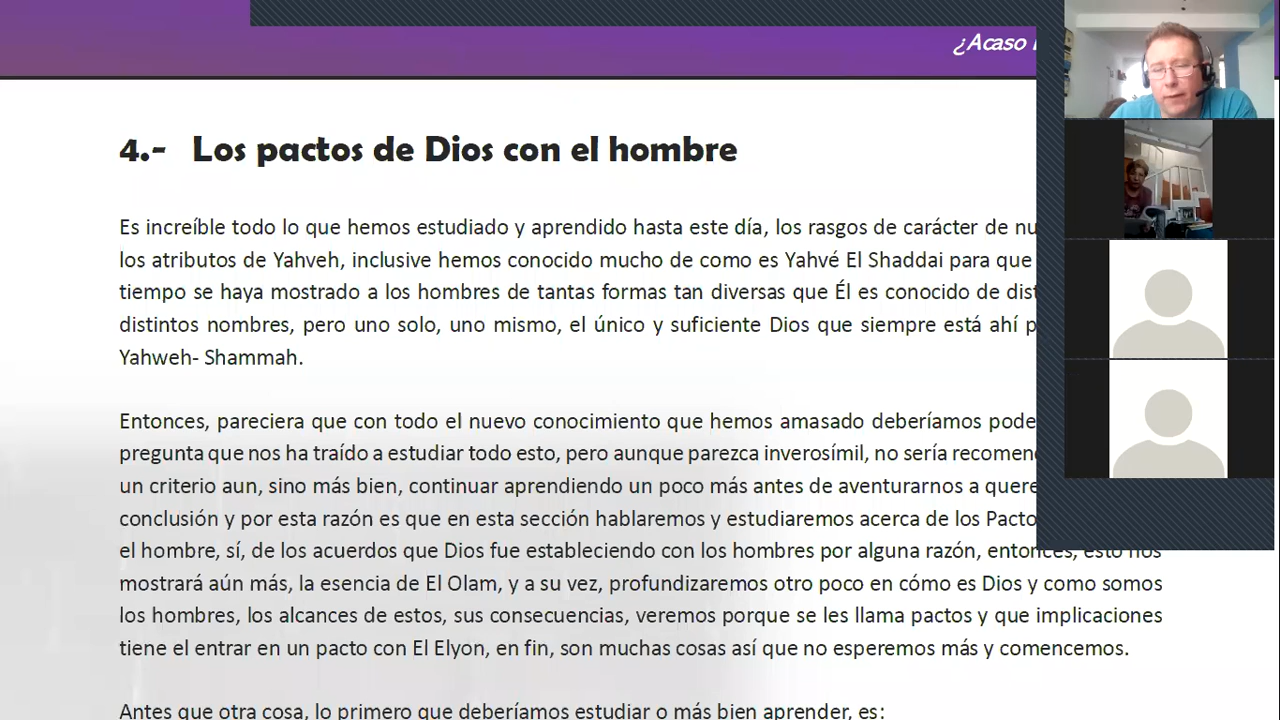 ¿Acaso
4.- Los pactos de Dios con el hombre
Es increíble todo lo que hemos estudiado y aprendido hasta este día, los rasgos de carácter de
los atributos de Yahveh, inclusive hemos conocido mucho de como es Yahvé El Shaddai para que
tiempo se haya mostrado a los hombres de tantas formas tan diversas que Él es conocido de
distintos nombres, pero uno solo, uno mismo, el único y suficiente Dios que siempre está ahí
Yahweh- Shammah.
Entonces, pareciera que con todo el nuevo conocimiento que hemos amasado deberíamos
pregunta que nos ha traído a estudiar todo esto, pero aunque parezca inverosímil, no sería
un criterio aun, sino más bien, continuar aprendiendo un poco más antes de aventurarnos a
conclusión y por esta razón es que en esta sección hablaremos y estudiaremos acerca de los
el hombre, sí, de los acuerdos que Dios fue estableciendo con los hombres por alguna razón, entonces, esto nos
mostrará aún más, la esencia de El Olam, y a su vez, profundizaremos otro poco en cómo es Dios y como somos
los hombres, los alcances de estos, sus consecuencias, veremos porque se les llama pactos y que implicaciones
tiene el entrar en un pacto con El Elyon, en fin, son muchas cosas así que no esperemos más y comencemos.
Antes que otra cosa, lo primero que deberíamos estudiar o más bien aprender, es: